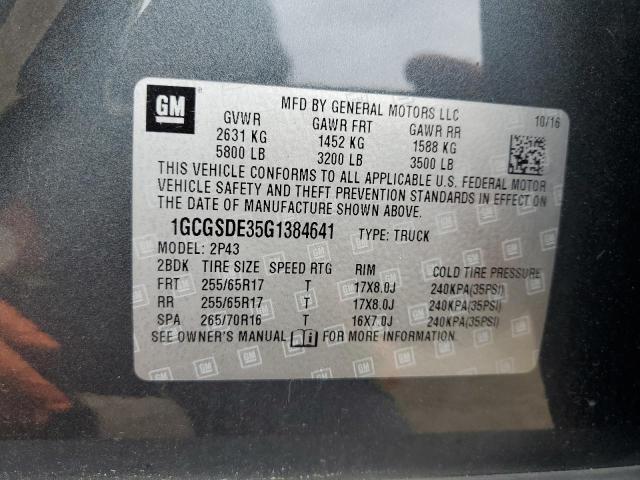 GM
MFD BY GENERAL MOTORS LLC
10/16
GVWR GAWR FRT GAWR RR
2631 KG 1452 KG 1588 KG
5800 LB 3200 LB 3500 LB
THIS VEHICLE CONFORMS TO ALL APPLICABLE U.S. FEDERAL MOTOR
VEHICLE SAFETY AND THEFT PREVENTION STANDARDS IN EFFECT ON
THE DATE OF MANUFACTURE SHOWN ABOVE.
1GCGSDE35G1384641 TYPE: TRUCK
MODEL: 2P43
2BDK TIRE SIZE SPEED RTG RIM COLD TIRE PRESSURE
FRT 255/65R17 T 17X8.0J 240KPA(35PSI)
RR 255/65R17 T 17X8.0J 240KPA(35PSI)
SPA 265/70R16 T 16X7.0J 240KPA(35PSI)
SEE OWNER'S MANUAL FOR MORE INFORMATION.